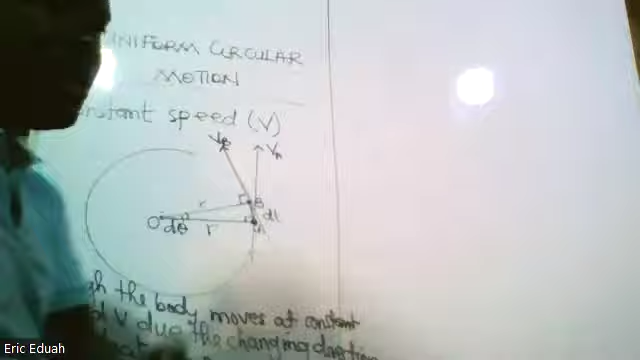 UNIFORM CIRCULAR
MOTION
constant speed (V)
VB VA
r B
dl
O dθ r A
the body moves at constant
V due the changing direction
Eric Eduah